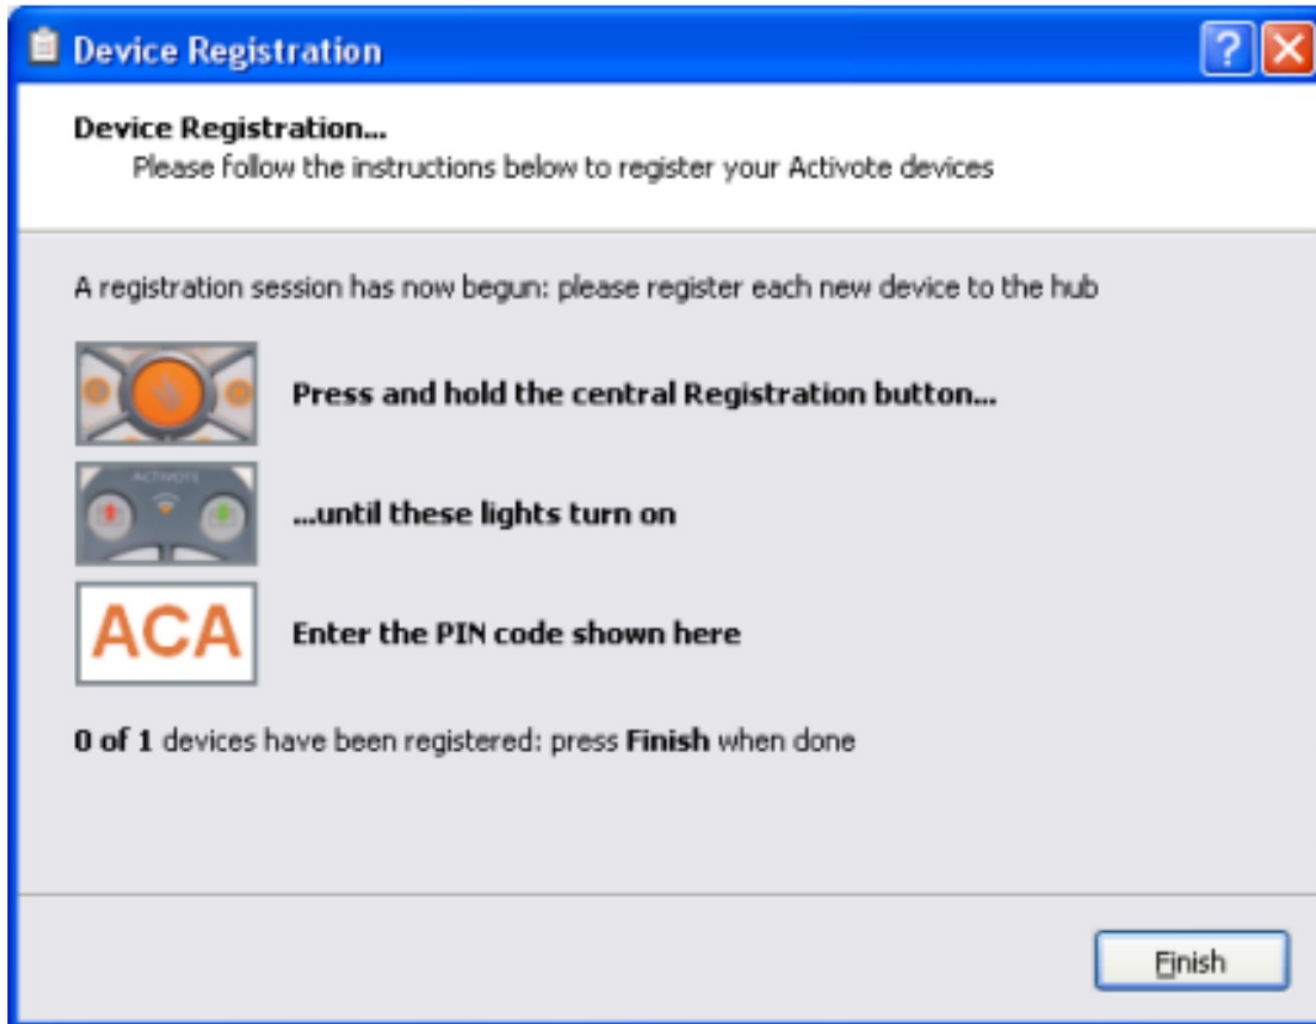 Device Registration
Device Registration...
Please follow the instructions below to register your Activote devices
A registration session has now begun: please register each new device to the hub
Press and hold the central Registration button...
ACTIVOTE
...until these lights turn on
ACA
Enter the PIN code shown here
0 of 1 devices have been registered: press Finish when done
Finish